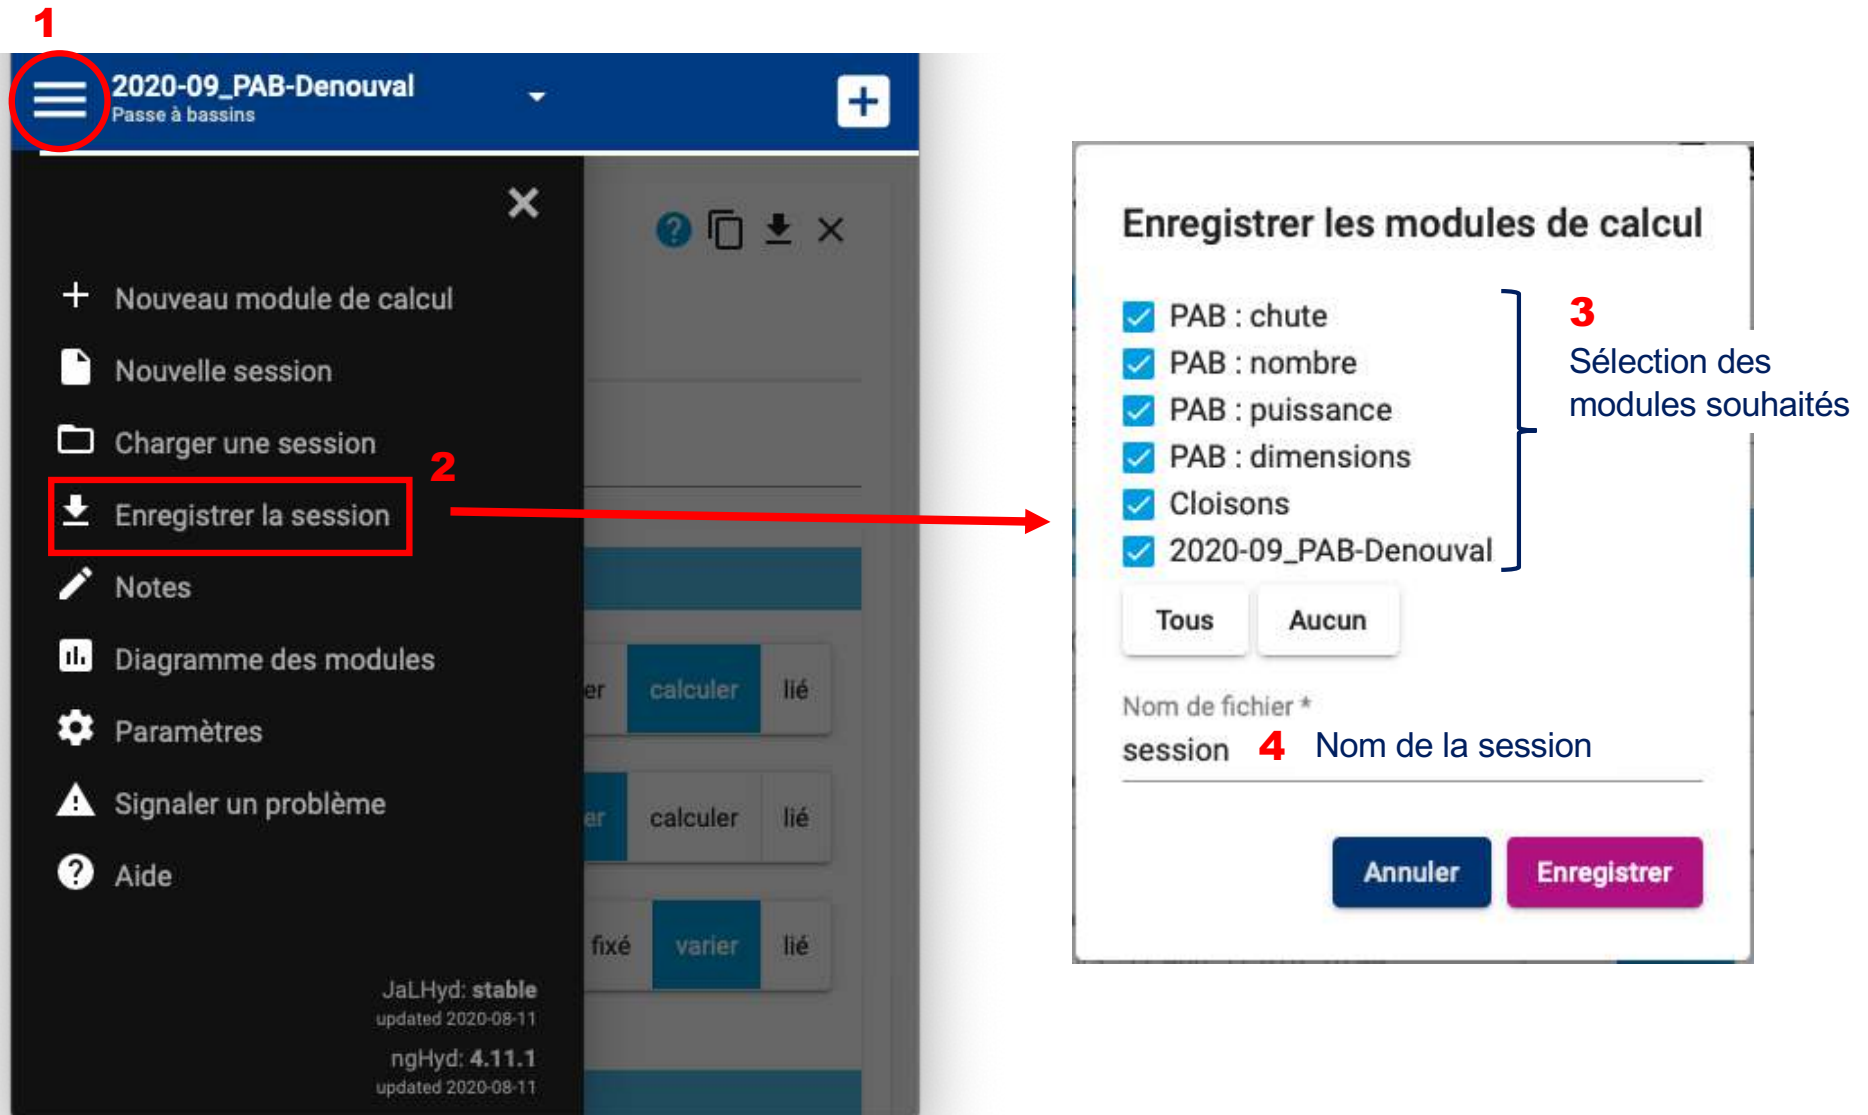 1
2020-09_PAB-Denouval
Passe à bassins
Nouveau module de calcul
Nouvelle session
Charger une session
2
Enregistrer la session
Notes
Diagramme des modules
er calculer lié
Paramètres
Signaler un problème
er calculer lié
Aide
fixé varier lié
JaLHyd: stable
updated 2020-08-11
ngHyd: 4.11.1
updated 2020-08-11
Enregistrer les modules de calcul
PAB : chute
PAB : nombre
PAB : puissance
PAB : dimensions
Cloisons
2020-09_PAB-Denouval
3
Sélection des
modules souhaités
Tous Aucun
Nom de fichier *
session 4 Nom de la session
Annuler Enregistrer